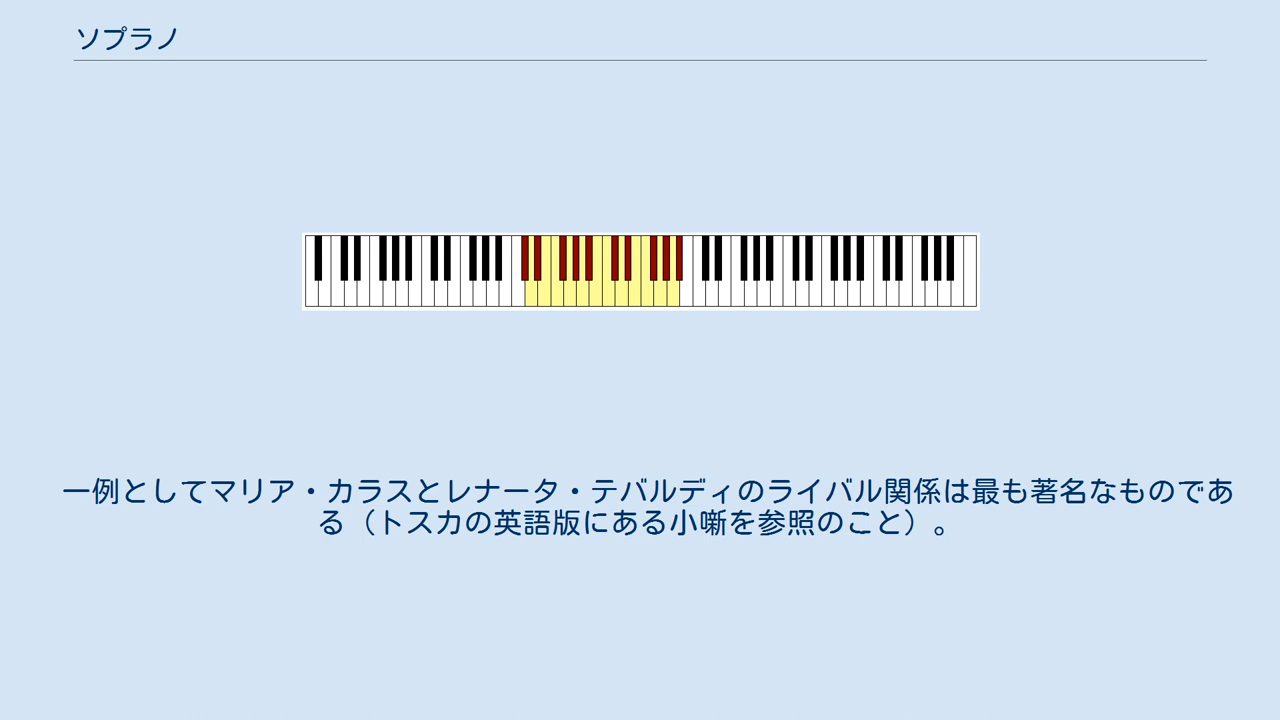 ソプラノ
一例としてマリア・カラスとレナータ・テバルディのライバル関係は最も著名なものであ
る（トスカの英語版にある小噺を参照のこと）。